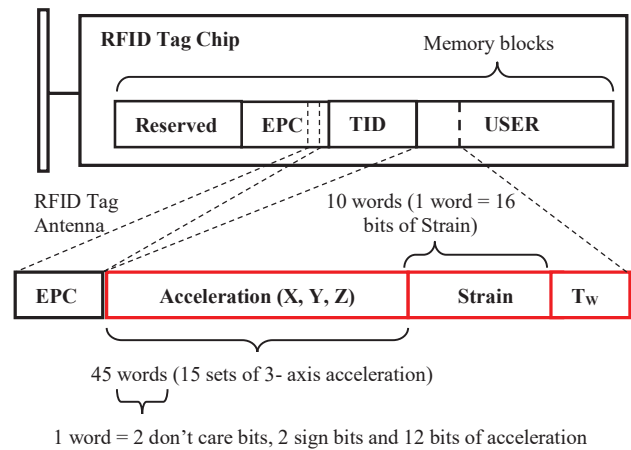 RFID Tag Chip
Memory blocks
Reserved
EPC
TID
USER
RFID Tag
Antenna
10 words (1 word = 16
bits of Strain)
EPC
Acceleration (X, Y, Z)
Strain
Tw
45 words (15 sets of 3- axis acceleration)
1 word = 2 don’t care bits, 2 sign bits and 12 bits of acceleration